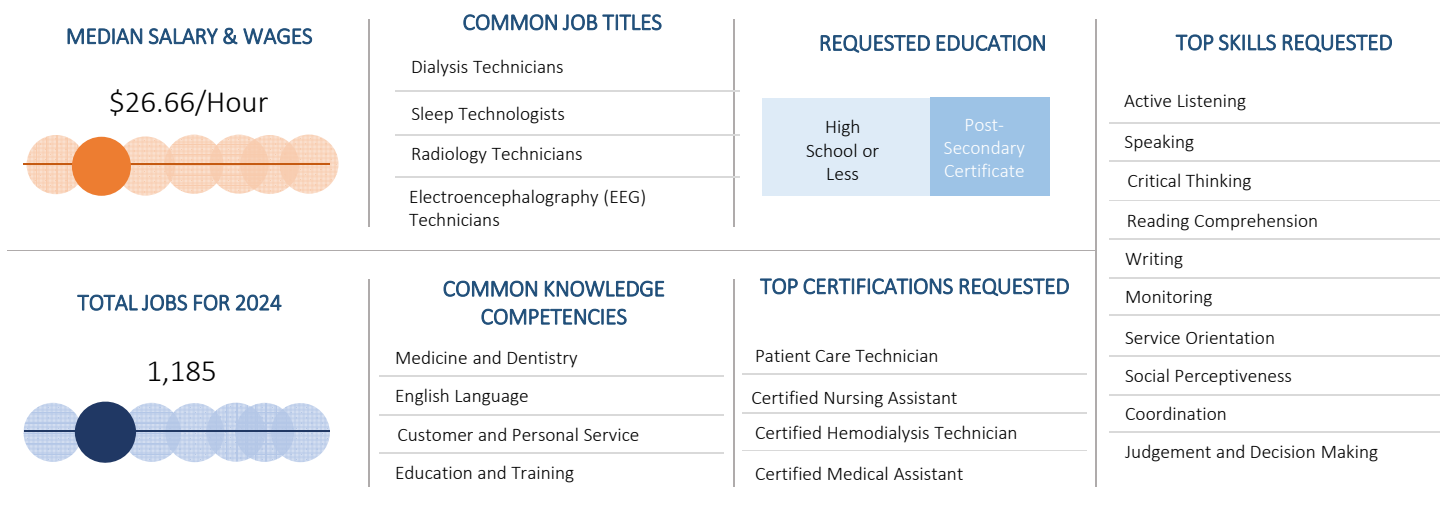 MEDIAN SALARY & WAGES
$26.66/Hour
COMMON JOB TITLES
Dialysis Technicians
Sleep Technologists
Radiology Technicians
Electroencephalography (EEG)
Technicians
REQUESTED EDUCATION
High
School or
Less
Post-
Secondary
Certificate
TOP SKILLS REQUESTED
Active Listening
Speaking
Critical Thinking
Reading Comprehension
Writing
Monitoring
Service Orientation
Social Perceptiveness
Coordination
Judgement and Decision Making
TOTAL JOBS FOR 2024
1,185
COMMON KNOWLEDGE
COMPETENCIES
Medicine and Dentistry
English Language
Customer and Personal Service
Education and Training
TOP CERTIFICATIONS REQUESTED
Patient Care Technician
Certified Nursing Assistant
Certified Hemodialysis Technician
Certified Medical Assistant